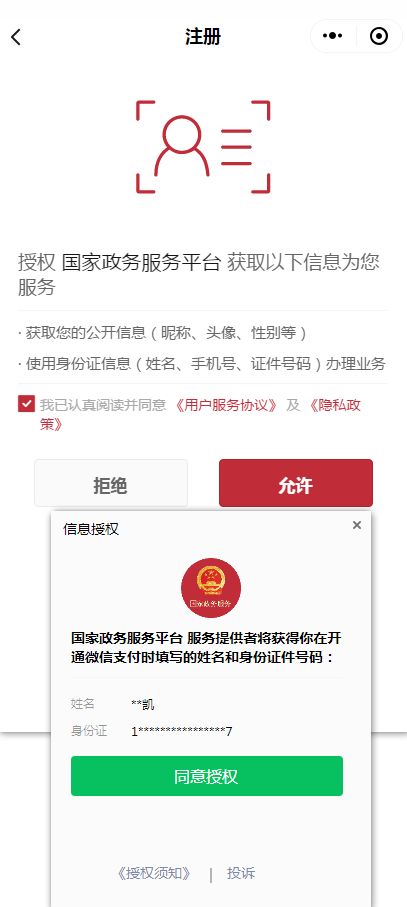 注册
授权 国家政务服务平台 获取以下信息为您
服务
· 获取您的公开信息（昵称、头像、性别等）
· 使用身份证信息（姓名、手机号、证件号码）办理业务
我已认真阅读并同意 《用户服务协议》 及 《隐私政
策》
拒绝 允许
信息授权
国家政务服务
国家政务服务平台 服务提供者将获得你在开
通微信支付时填写的姓名和身份证件号码：
姓名 **凯
身份证 1****************7
同意授权
《授权须知》 | 投诉